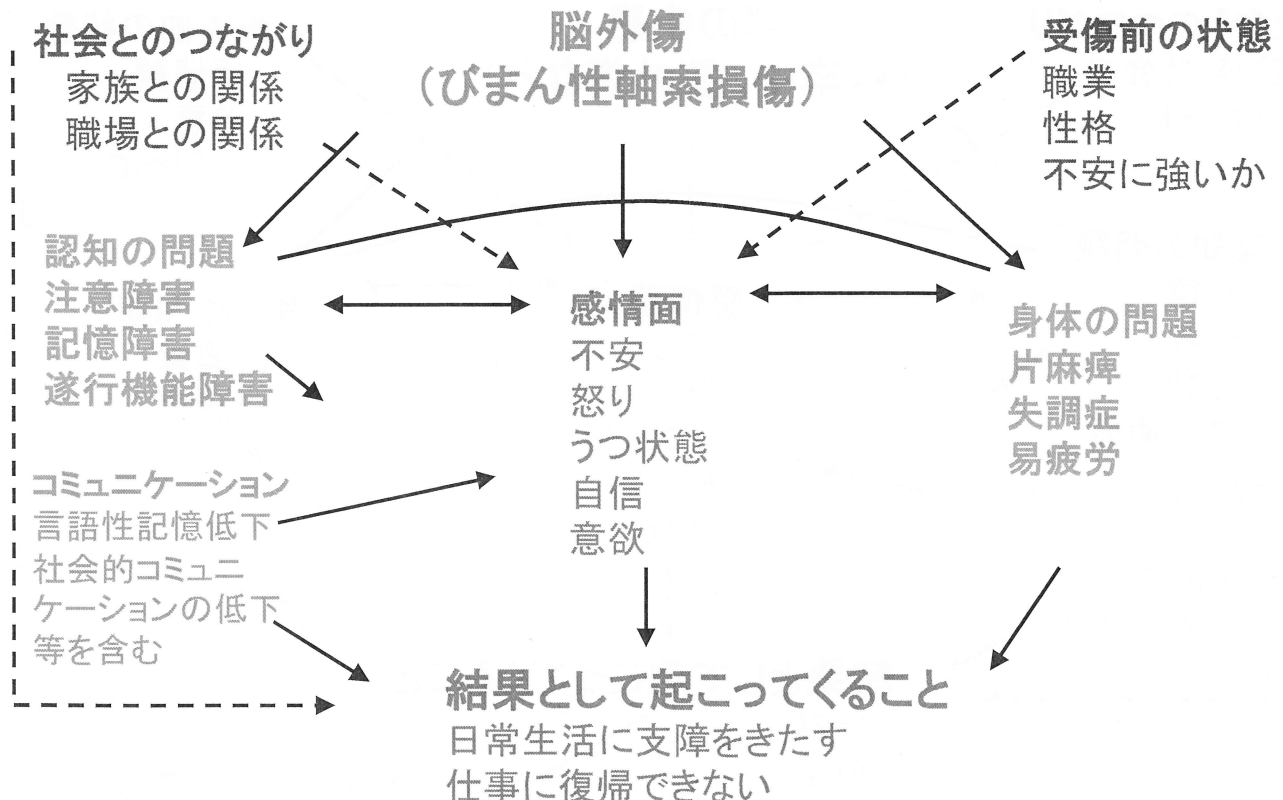 社会とのつながり
家族との関係
職場との関係
脳外傷
（びまん性軸索損傷）
受傷前の状態
職業
性格
不安に強いか
認知の問題
注意障害
記憶障害
遂行機能障害
感情面
不安
怒り
うつ状態
自信
意欲
身体の問題
片麻痺
失調症
易疲労
コミュニケーション
言語性記憶低下
社会的コミュニ
ケーションの低下
等を含む
結果として起こってくること
日常生活に支障をきたす
仕事に復帰できない